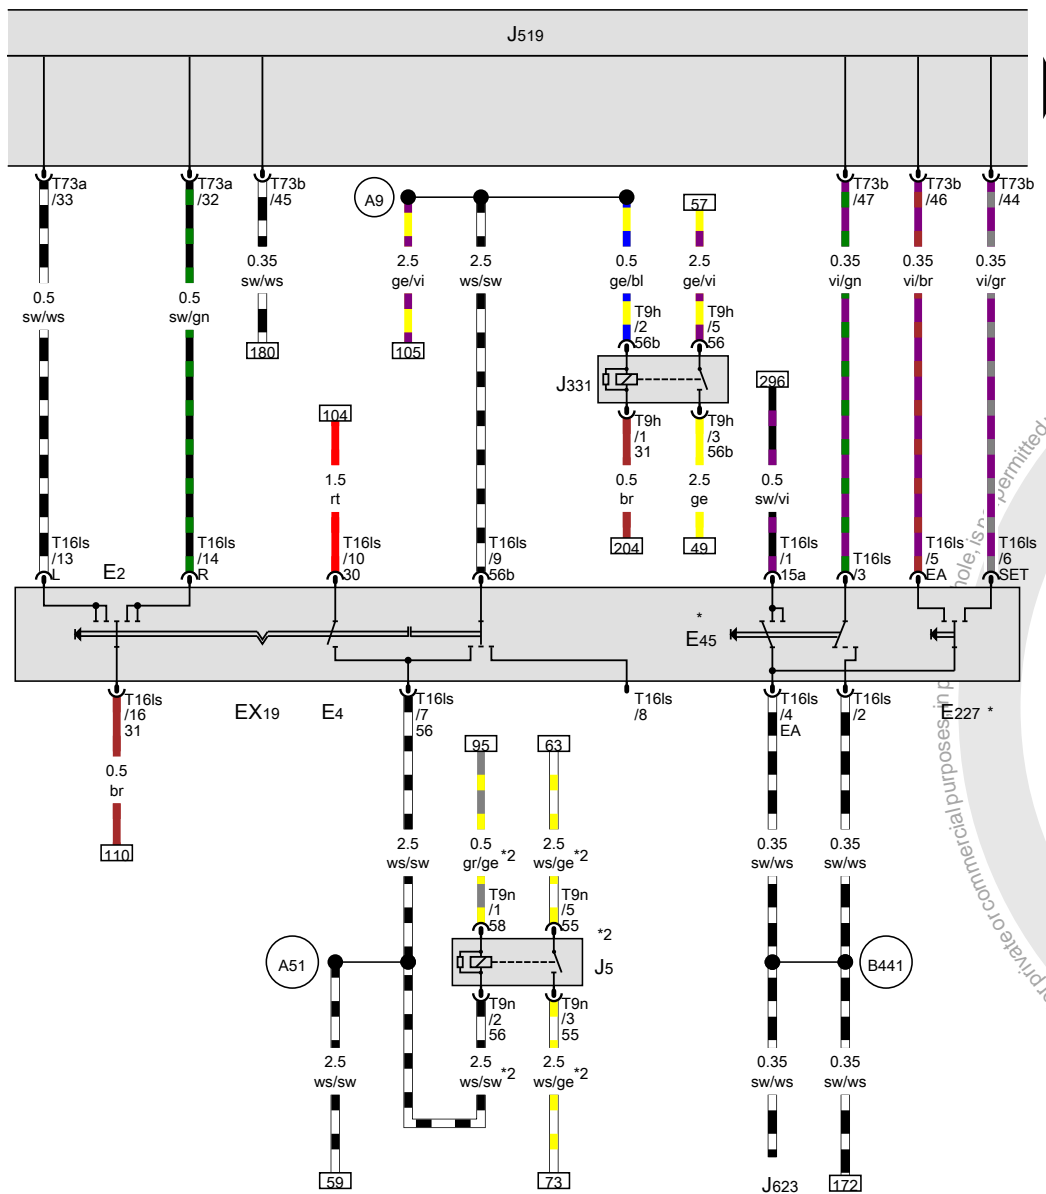 J519
T73a
/33
T73a
/32
T73b
/45
A9
57
T73b
/47
T73b
/46
T73b
/44
0.5
sw/ws
0.5
sw/gn
0.35
sw/ws
2.5
ge/vi
2.5
ws/sw
0.5
ge/bl
2.5
ge/vi
0.35
vi/gn
0.35
vi/br
0.35
vi/gr
T9h
/2
56b
T9h
/5
56
180
105
J331
296
104
T9h
/1
31
T9h
/3
56b
1.5
rt
0.5
br
2.5
ge
0.5
sw/vi
204
49
T16ls
/13
L
E2
T16ls
/14
R
T16ls
/10
30
T16ls
/9
56b
T16ls
/1
15a
T16ls
/3
T16ls
/5
EA
T16ls
/6
SET
*
E45
T16ls
/16
31
EX19
E4
T16ls
/7
56
T16ls
/8
T16ls
/4
EA
T16ls
/2
E227 *
0.5
br
110
95
63
2.5
ws/sw
0.5
gr/ge *2
2.5
ws/ge *2
0.35
sw/ws
0.35
sw/ws
T9n
/1
58
T9n
/5
55
*2
J5
A51
B441
T9n
/2
56
T9n
/3
55
2.5
ws/sw
2.5
ws/sw *2
2.5
ws/ge *2
0.35
sw/ws
0.35
sw/ws
59
73
J623
172
or private or commercial purposes, in p
hole, is n
permitted